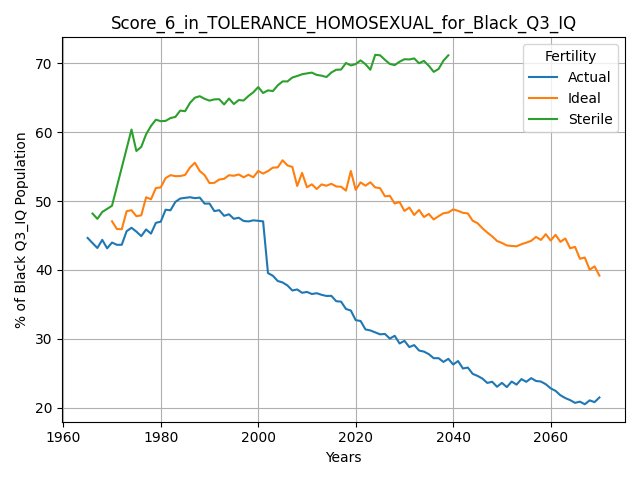 Score_6_in_TOLERANCE_HOMOSEXUAL_for_Black_Q3_IQ
% of Black Q3_IQ Population
70
60
50
40
30
20
Fertility
Actual
Ideal
Sterile
1960
1980
2000
2020
2040
2060
Years